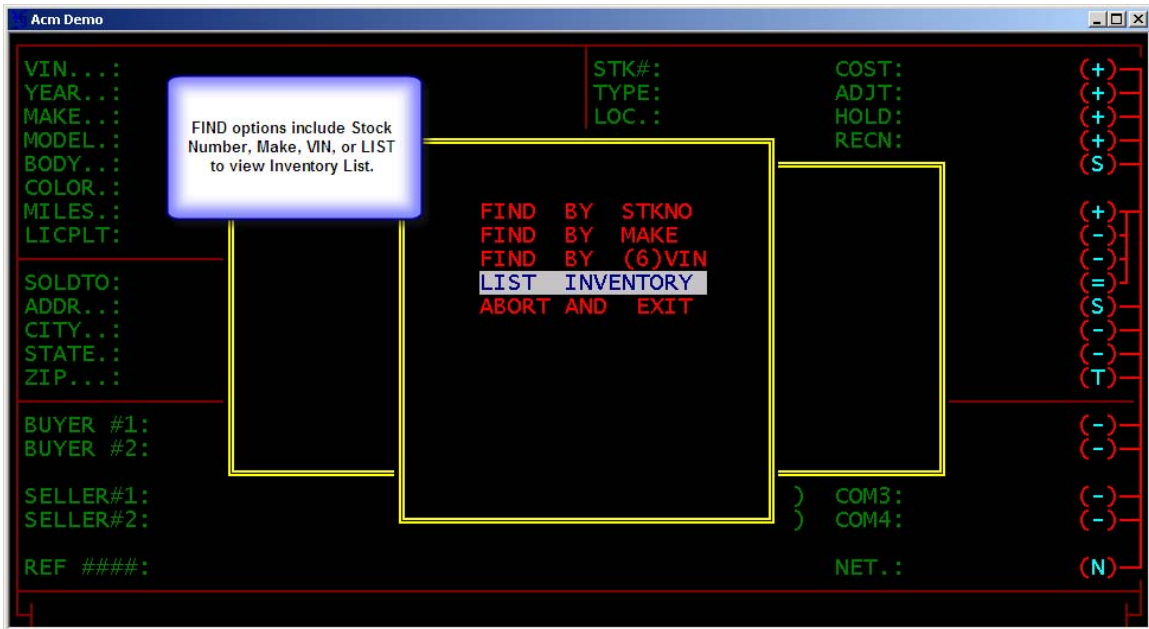 Acm Demo
VIN...: STK#: COST: (+)
YEAR..: TYPE: ADJT: (+)
MAKE..: LOC.: HOLD: (+)
MODEL.: RECN: (+)
BODY..: (S)
COLOR.:
MILES.: (+)
LICPLT: (-)
(-)
SOLDTO: (=)
ADDR..: (S)
CITY..: (-)
STATE.: (-)
ZIP...: (T)
BUYER #1: (-)
BUYER #2: (-)
SELLER#1: ) COM3: (-)
SELLER#2: ) COM4: (-)
REF ####: NET.: (N)
FIND options include Stock
Number, Make, VIN, or LIST
to view Inventory List.
FIND BY STKNO
FIND BY MAKE
FIND BY (6)VIN
LIST INVENTORY
ABORT AND EXIT